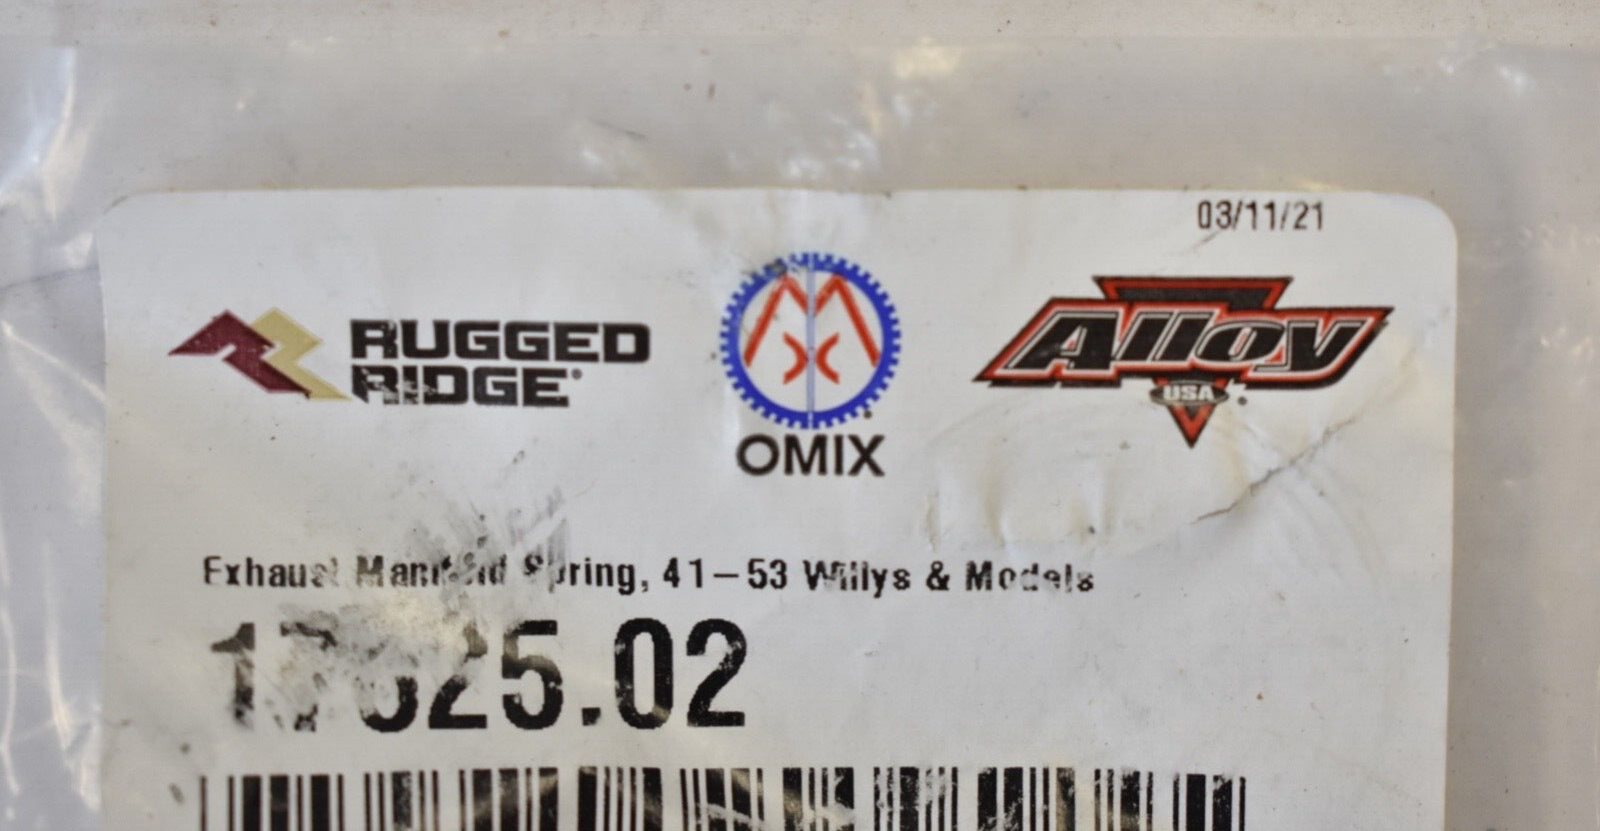 03/11/21
RUGGED
RIDGE®
OMIX
Alloy
USA
Exhaust Manifold Spring, 41-53 Willys & Models